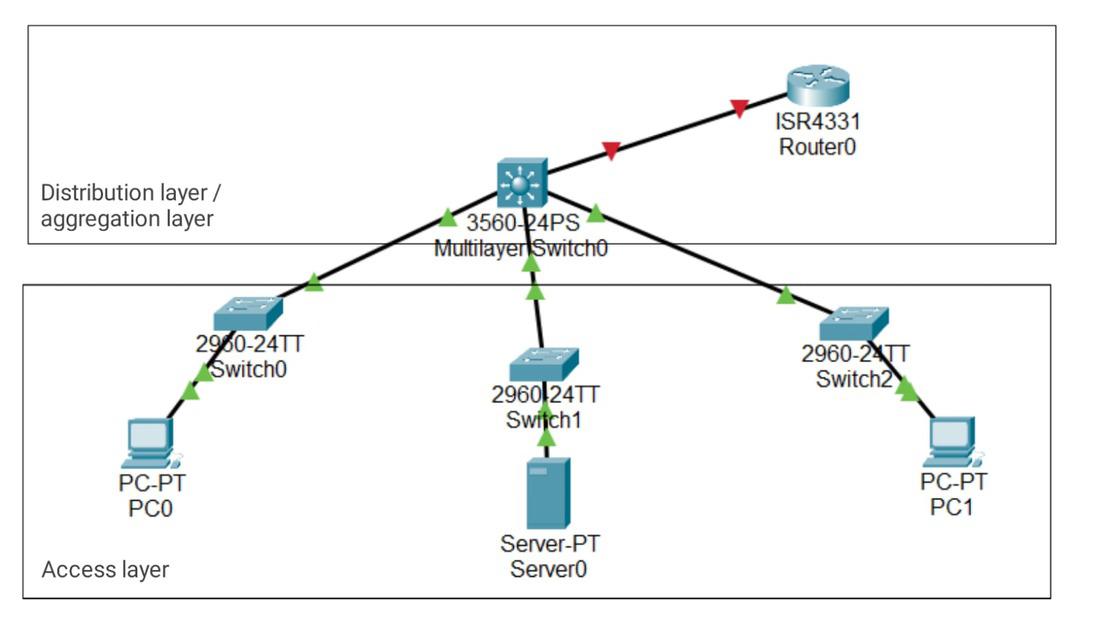 ISR4331
Router0
Distribution layer /
aggregation layer
3560-24PS
Multilayer Switch0
2960-24TT
Switch0
2960-24TT
Switch1
2960-24TT
Switch2
PC-PT
PC0
Server-PT
Server0
PC-PT
PC1
Access layer